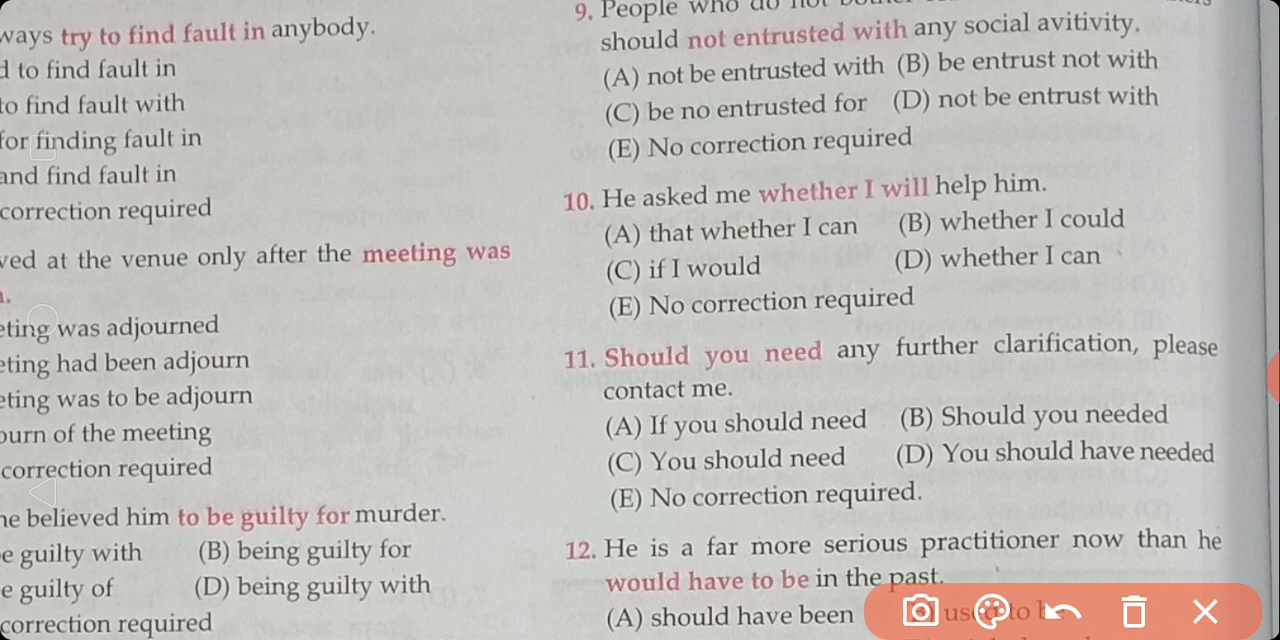 ways try to find fault in anybody.
d to find fault in
to find fault with
for finding fault in
and find fault in
correction required
ved at the venue only after the meeting was
eting was adjourned
eting had been adjourn
eting was to be adjourn
ourn of the meeting
correction required
he believed him to be guilty for murder.
e guilty with (B) being guilty for
e guilty of (D) being guilty with
correction required
9. People who do not
should not entrusted with any social avitivity.
(A) not be entrusted with (B) be entrust not with
(C) be no entrusted for (D) not be entrust with
(E) No correction required
10. He asked me whether I will help him.
(A) that whether I can (B) whether I could
(C) if I would (D) whether I can
(E) No correction required
11. Should you need any further clarification, please
contact me.
(A) If you should need (B) Should you needed
(C) You should need (D) You should have needed
(E) No correction required.
12. He is a far more serious practitioner now than he
would have to be in the past.
(A) should have been used to